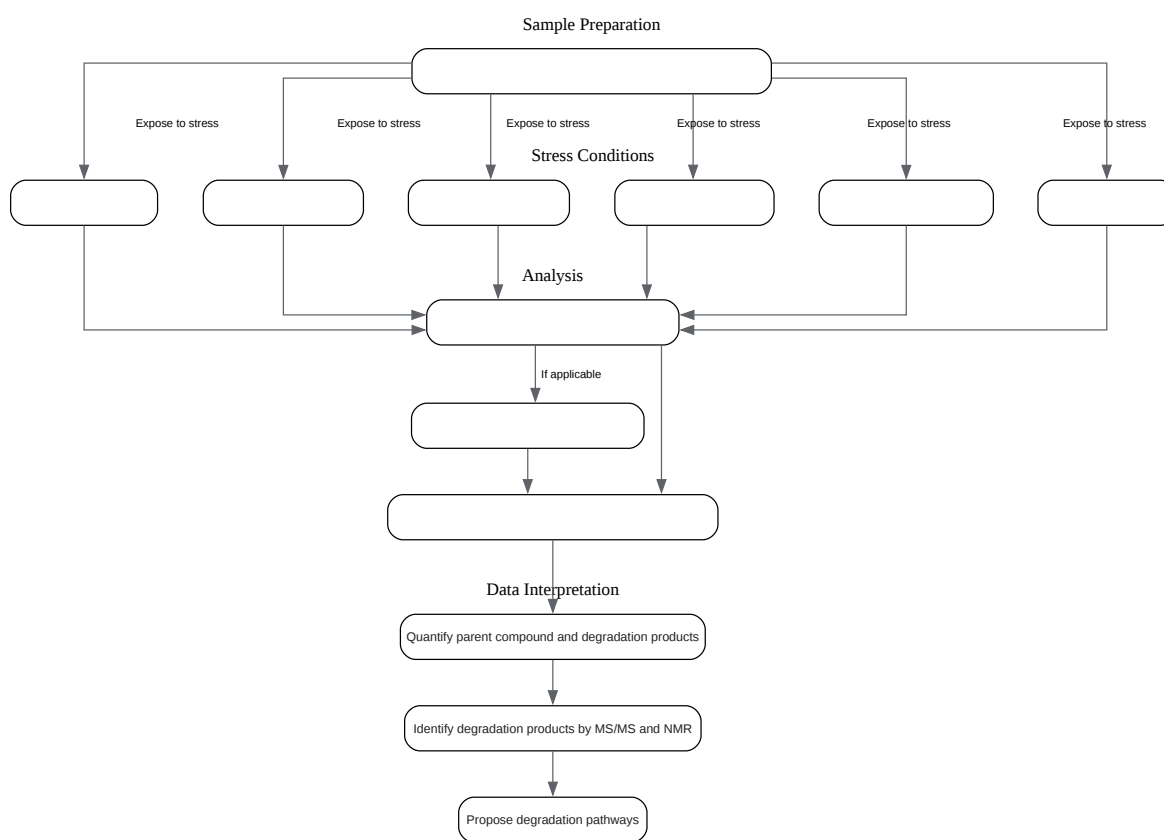 Sample Preparation
Expose to stress
Expose to stress
Expose to stress
Expose to stress
Expose to stress
Expose to stress
Stress Conditions
Analysis
If applicable
Data Interpretation
Quantify parent compound and degradation products
Identify degradation products by MS/MS and NMR
Propose degradation pathways